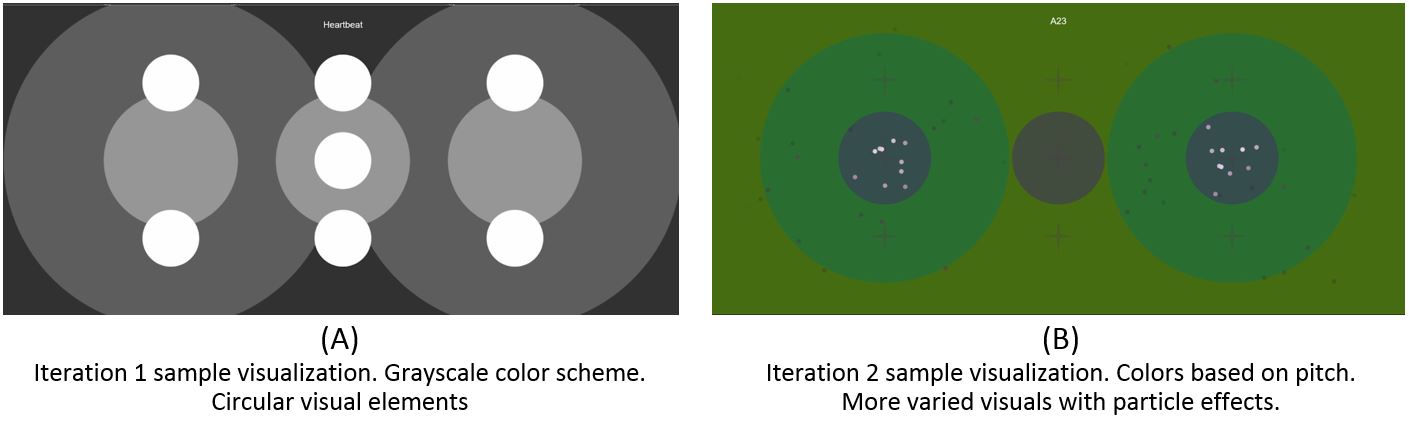 Heartbeat
A23
(A)
Iteration 1 sample visualization. Grayscale color scheme.
Circular visual elements
(B)
Iteration 2 sample visualization. Colors based on pitch.
More varied visuals with particle effects.